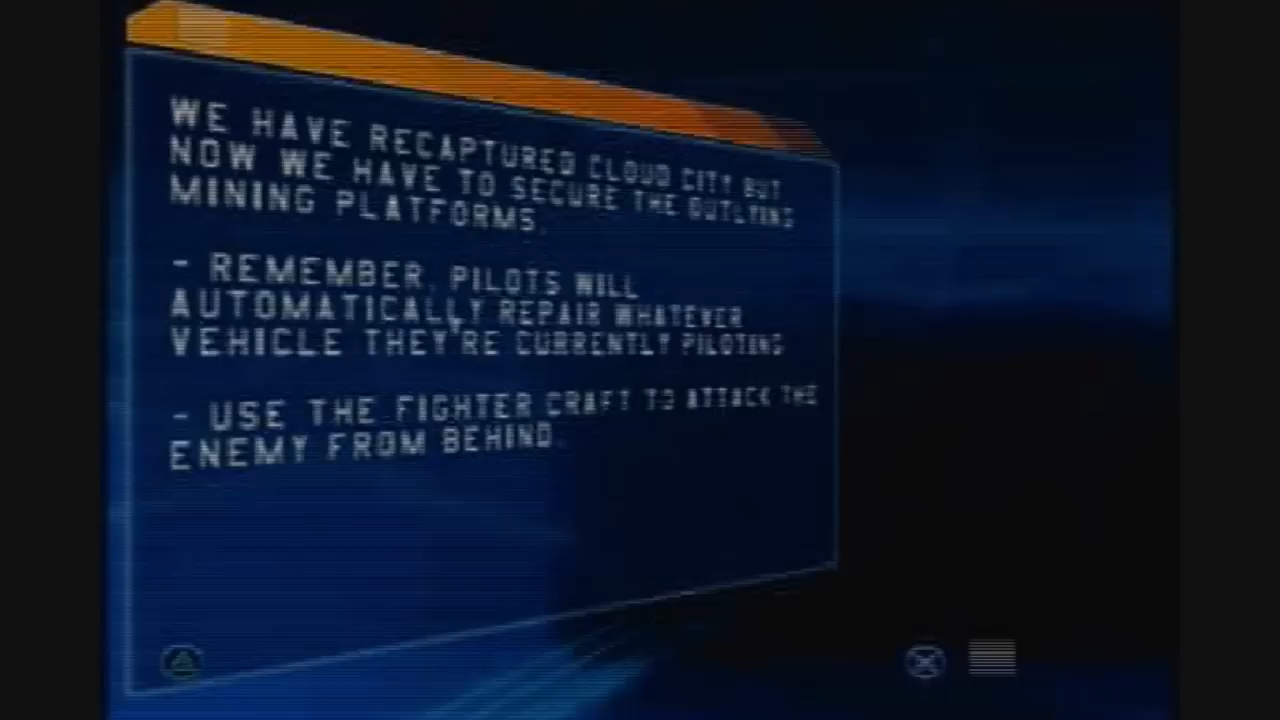 WE HAVE RECAPTURED CLOUD CITY BUT
NOW WE HAVE TO SECURE THE OUTLYING
MINING PLATFORMS.
- REMEMBER, PILOTS WILL
AUTOMATICALLY REPAIR WHATEVER
VEHICLE THEY'RE CURRENTLY PILOTING
- USE THE FIGHTER CRAFT TO ATTACK THE
ENEMY FROM BEHIND.